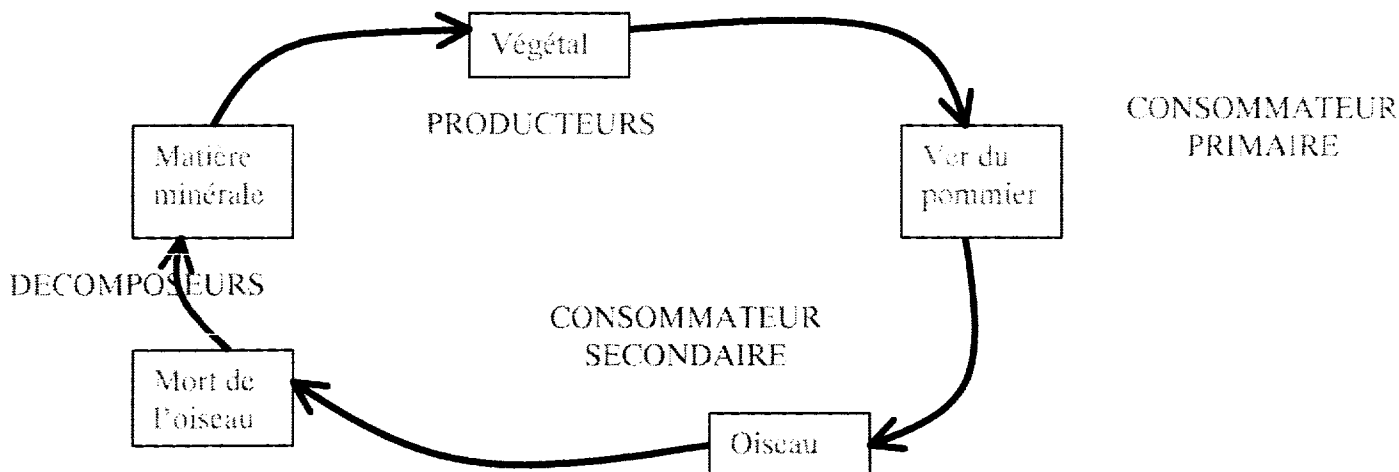 Végétal
PRODUCTEURS
CONSOMMATEUR
PRIMAIRE
Matière
minérale
Ver du
pommier
DECOMPOSEURS
CONSOMMATEUR
SECONDAIRE
Mort de
l'oiseau
Oiseau